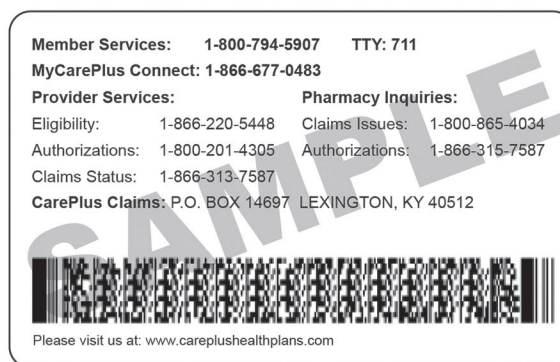 Member Services: 1-800-794-5907 TTY: 711
MyCarePlus Connect: 1-866-677-0483
Provider Services: Pharmacy Inquiries:
Eligibility: 1-866-220-5448 Claims Issues: 1-800-865-4034
Authorizations: 1-800-201-4305 Authorizations: 1-866-315-7587
Claims Status: 1-866-313-7587
CarePlus Claims: P.O. BOX 14697 LEXINGTON, KY 40512
SAMPLE
Please visit us at: www.careplushealthplans.com